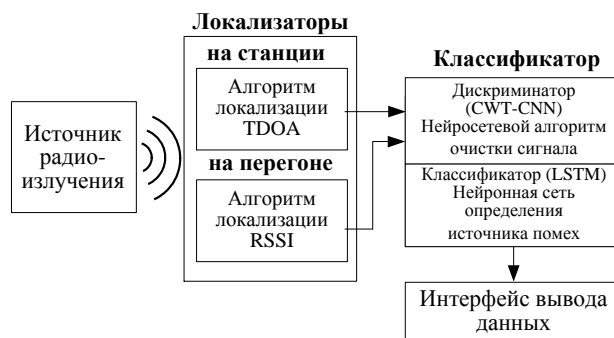 Источник
радио-
излучения
Локализаторы
на станции
Алгоритм
локализации
TDOA
на перегоне
Алгоритм
локализации
RSSI
Классификатор
Дискриминатор
(CWT-CNN)
Нейросетевой алгоритм
очистки сигнала
Классификатор (LSTM)
Нейронная сеть
определения
источника помех
Интерфейс вывода
данных